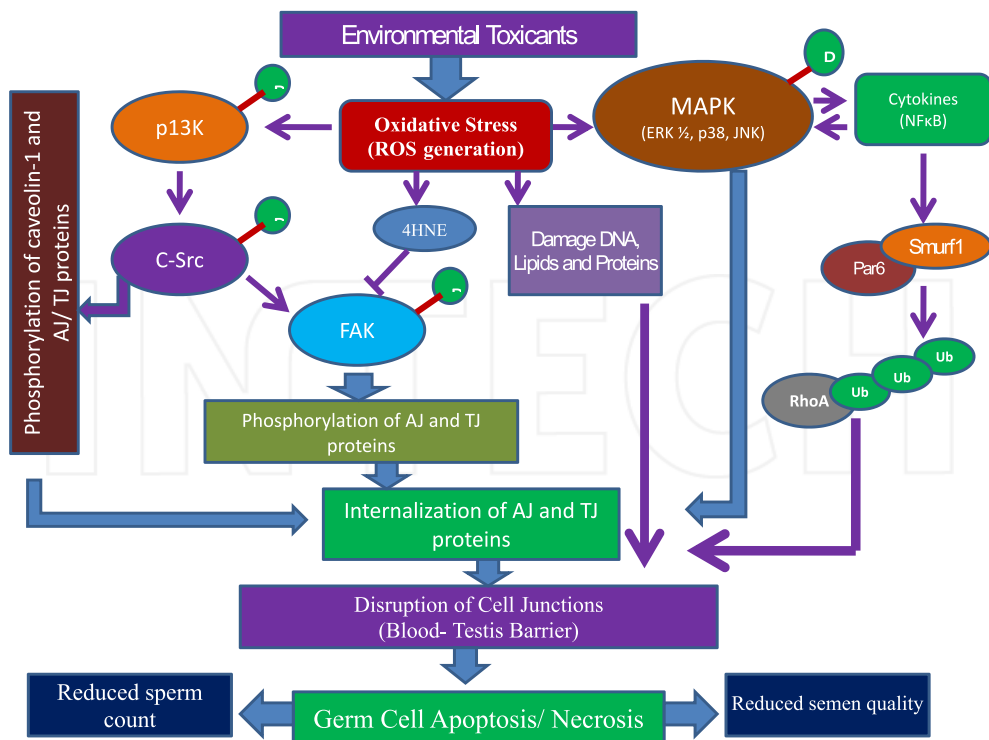 Environmental Toxicants
D
MAPK
(ERK ½, p38, JNK)
Cytokines
(NFκB)
p13K
Oxidative Stress
(ROS generation)
Phosphorylation of caveolin-1 and
AJ/ TJ proteins
C-Src
4HNE
Damage DNA,
Lipids and Proteins
Smurf1
Par6
FAK
Ub
Ub
Ub
RhoA
Phosphorylation of AJ and TJ
proteins
INTECH
Internalization of AJ and TJ
proteins
Disruption of Cell Junctions
(Blood- Testis Barrier)
Reduced sperm
count
Germ Cell Apoptosis/ Necrosis
Reduced semen quality